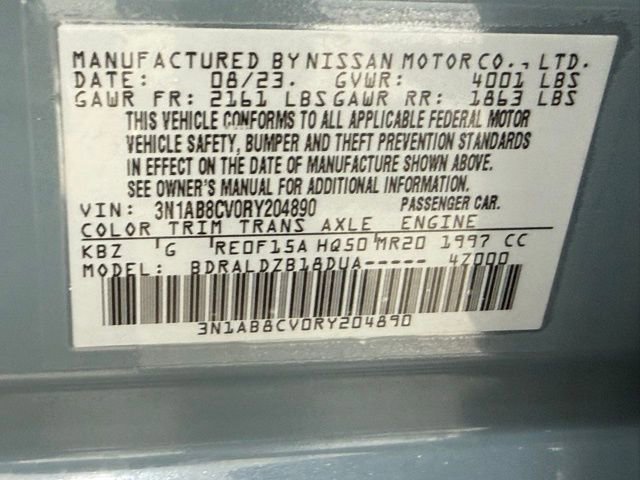 MANUFACTURED BY NISSAN MOTOR CO., LTD.
DATE: 08/23. GVWR: 4001 LBS
GAWR FR: 2161 LBS GAWR RR: 1863 LBS
THIS VEHICLE CONFORMS TO ALL APPLICABLE FEDERAL MOTOR
VEHICLE SAFETY, BUMPER AND THEFT PREVENTION STANDARDS
IN EFFECT ON THE DATE OF MANUFACTURE SHOWN ABOVE.
SEE OWNER'S MANUAL FOR ADDITIONAL INFORMATION
VIN: 3N1AB8CV0RY204890 PASSENGER CAR.
COLOR TRIM TRANS AXLE ENGINE
KBZ G RE0F15A HQ50 MR20 1997 CC
MODEL: BDRALDZB18DUA----- 4Z000
3N1AB8CV0RY204890